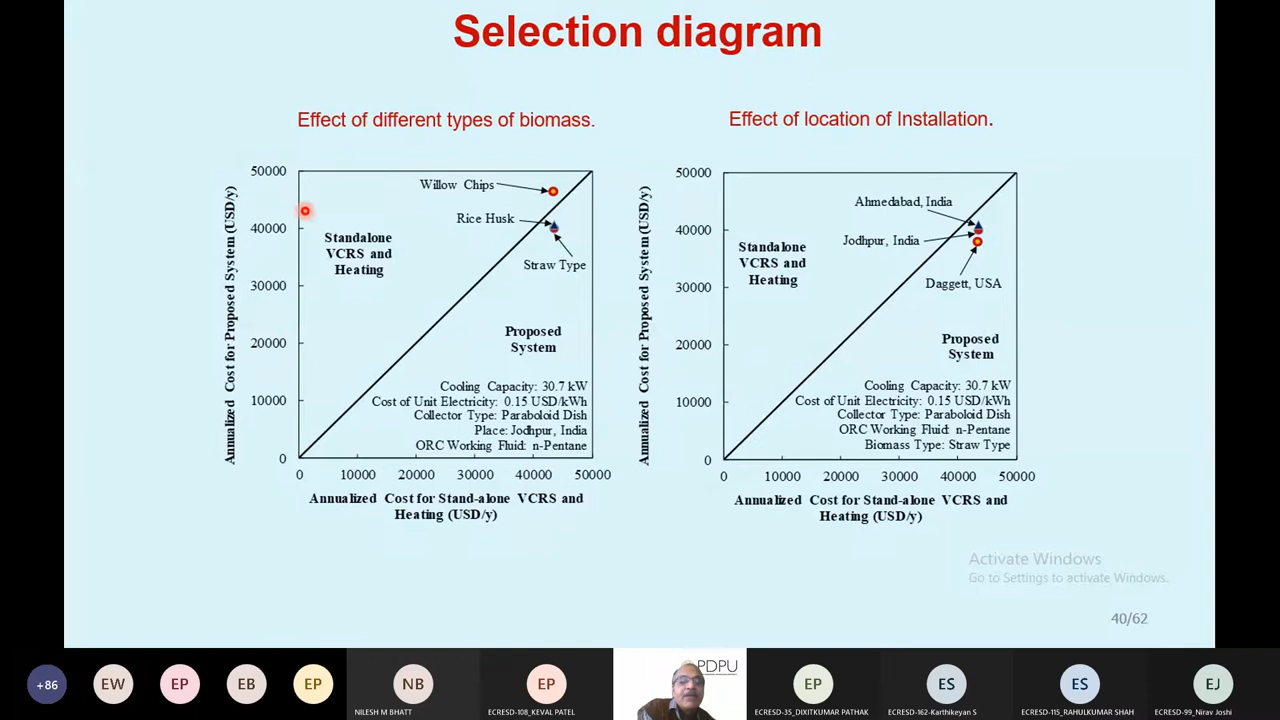 Selection diagram
Effect of different types of biomass.
50000
40000
30000
20000
10000
0
Annualized Cost for Proposed System (USD/y)
Willow Chips
Rice Husk
Straw Type
Standalone
VCRS and
Heating
Proposed
System
Cooling Capacity: 30.7 kW
Cost of Unit Electricity: 0.15 USD/kWh
Collector Type: Paraboloid Dish
Place: Jodhpur, India
ORC Working Fluid: n-Pentane
0 10000 20000 30000 40000 50000
Annualized Cost for Stand-alone VCRS and
Heating (USD/y)
Effect of location of Installation.
50000
40000
30000
20000
10000
0
Annualized Cost for Proposed System (USD/y)
Ahmedabad, India
Jodhpur, India
Daggett, USA
Standalone
VCRS and
Heating
Proposed
System
Cooling Capacity: 30.7 kW
Cost of Unit Electricity: 0.15 USD/kWh
Collector Type: Paraboloid Dish
ORC Working Fluid: n-Pentane
Biomass Type: Straw Type
0 10000 20000 30000 40000 50000
Annualized Cost for Stand-alone VCRS and
Heating (USD/y)
Activate Windows
Go to Settings to activate Windows.
40/62
+86 EW EP EB EP NB EP PDPU EP ES ES EJ
NILESH M BHATT ECRESD-108_KEVAL PATEL ECRESD-35_DIXITKUMAR PATHAK ECRESD-162-Karthikeyan S ECRESD-115_RAHULKUMAR SHAH ECRESD-99_Nirav Joshi